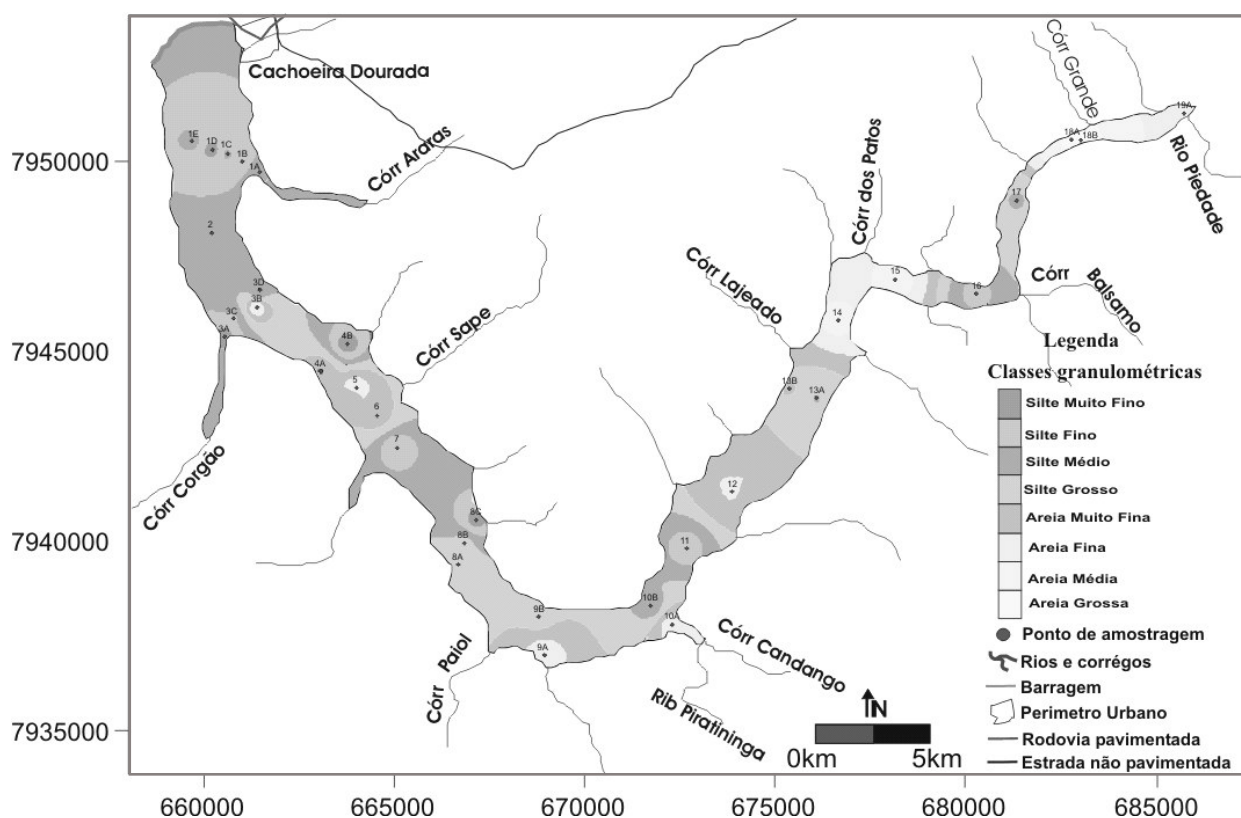 Cachoeira Dourada
Córr Araras
Córr Grande
19A
18A
18B
Rio Piedade
7950000
1E
1D
1C
1B
1A
17
Córr dos Patos
2
Córr Lajeado
15
16
Córr Balsamo
3D
3B
3C
3A
14
7945000
4B
4A
Córr Sape
5
6
13B
13A
7
12
Córr Corgão
8C
8B
8A
11
7940000
10B
10A
9B
9A
Córr Paiol
Córr Candango
Rib Piratininga
7935000
Legenda
Classes granulométricas
Silte Muito Fino
Silte Fino
Silte Médio
Silte Grosso
Areia Muito Fina
Areia Fina
Areia Média
Areia Grossa
Ponto de amostragem
Rios e corrégos
Barragem
Perimetro Urbano
Rodovia pavimentada
Estrada não pavimentada
N
0km 5km
660000 665000 670000 675000 680000 685000